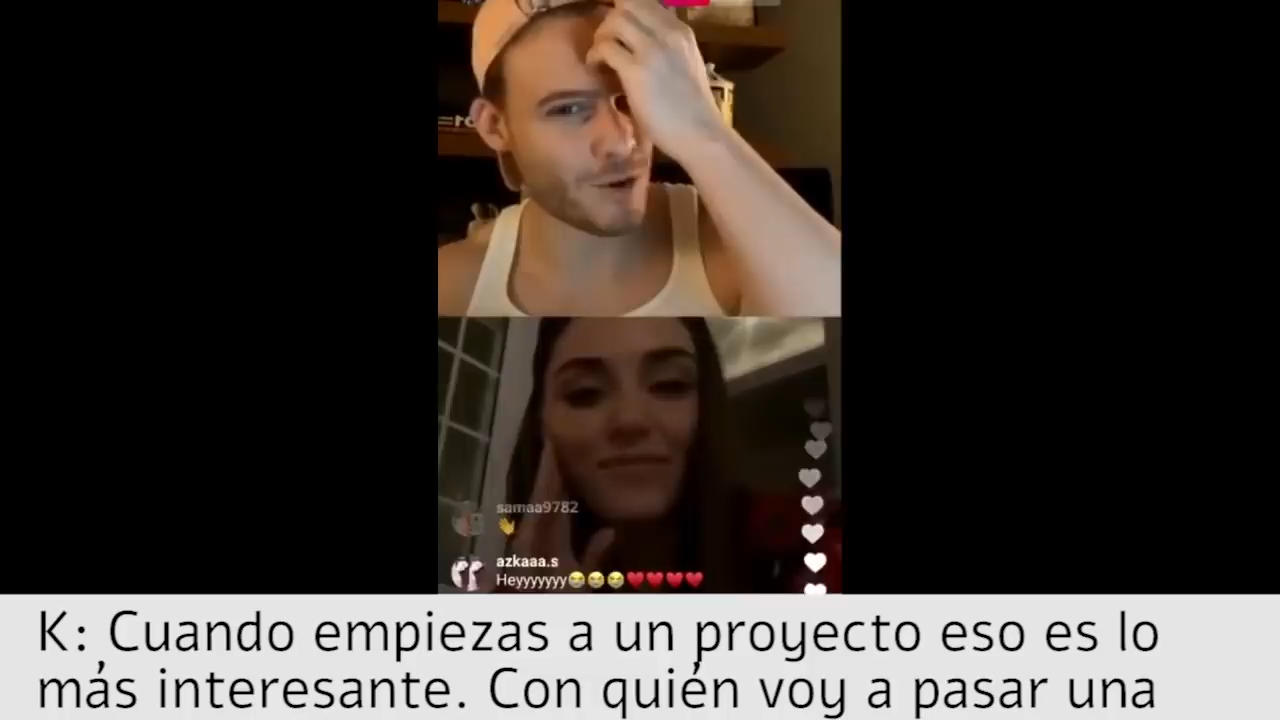 samaa9782
👋
azkaaa.s
Heyyyyyyy😂😂😂❤️❤️❤️❤️
K: Cuando empiezas a un proyecto eso es lo
más interesante. Con quién voy a pasar una